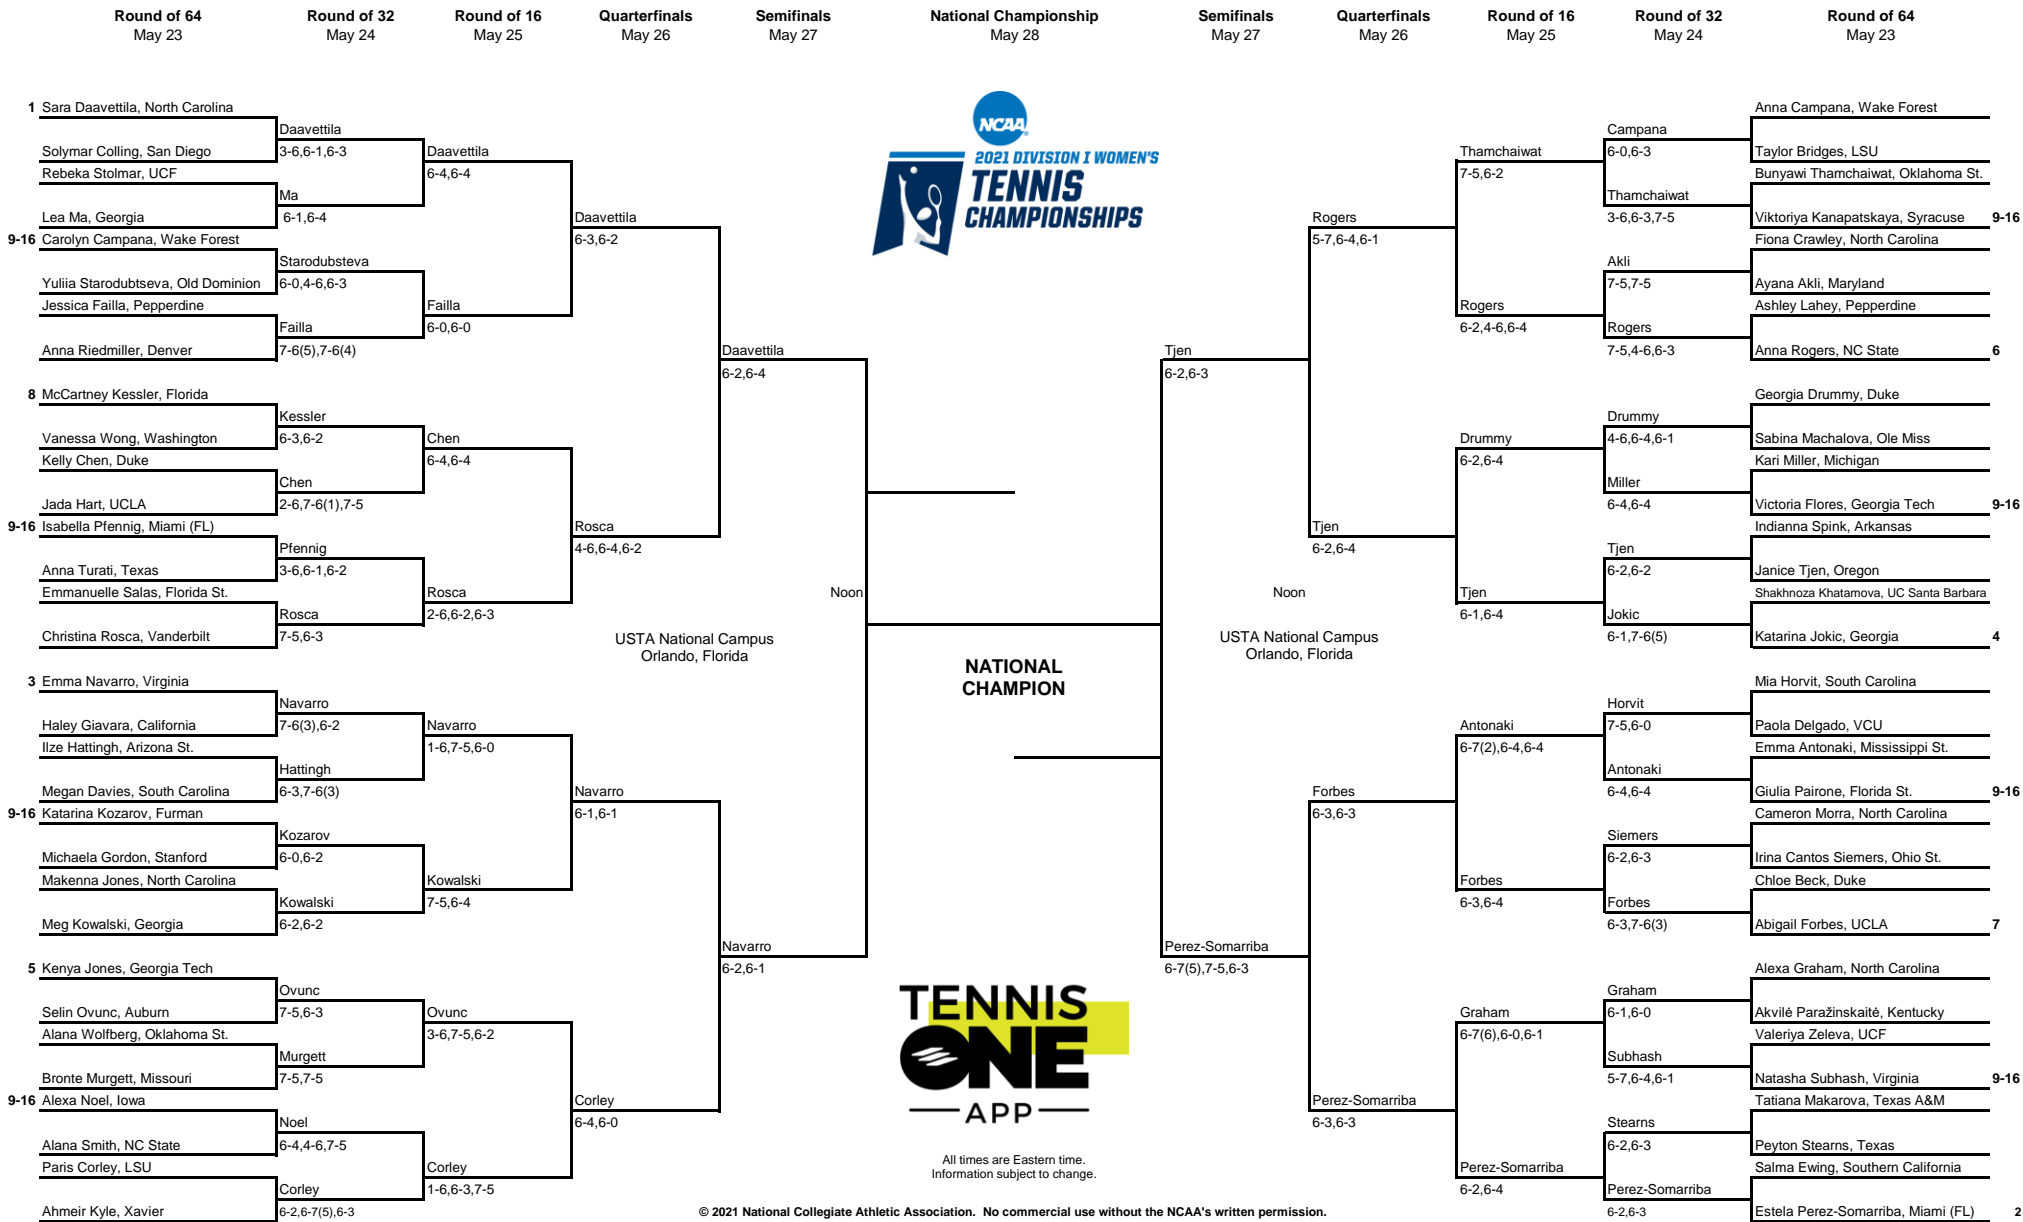 Round of 64 Round of 32 Round of 16 Quarterfinals Semifinals National Championship Semifinals Quarterfinals Round of 16 Round of 32 Round of 64
May 23 May 24 May 25 May 26 May 27 May 28 May 27 May 26 May 25 May 24 May 23
1 Sara Daavettila, North Carolina
Daavettila
Solymar Colling, San Diego
3-6,6-1,6-3
Daavettila
Rebeka Stolmar, UCF
6-4,6-4
Ma
Lea Ma, Georgia
6-1,6-4
Daavettila
9-16 Carolyn Campana, Wake Forest
6-3,6-2
Starodubsteva
Yuliia Starodubtseva, Old Dominion
6-0,4-6,6-3
Jessica Failla, Pepperdine
Failla
Failla
6-0,6-0
Anna Riedmiller, Denver
7-6(5),7-6(4)
Daavettila
6-2,6-4
8 McCartney Kessler, Florida
Kessler
Vanessa Wong, Washington
6-3,6-2
Chen
Kelly Chen, Duke
6-4,6-4
Chen
Jada Hart, UCLA
2-6,7-6(1),7-5
9-16 Isabella Pfennig, Miami (FL)
Rosca
Pfennig
4-6,6-4,6-2
Anna Turati, Texas
3-6,6-1,6-2
Emmanuelle Salas, Florida St.
Rosca
Noon
Rosca
2-6,6-2,6-3
Christina Rosca, Vanderbilt
7-5,6-3
USTA National Campus
Orlando, Florida
3 Emma Navarro, Virginia
Navarro
Haley Giavara, California
7-6(3),6-2
Navarro
Ilze Hattingh, Arizona St.
1-6,7-5,6-0
Hattingh
Megan Davies, South Carolina
6-3,7-6(3)
Navarro
9-16 Katarina Kozarov, Furman
6-1,6-1
Kozarov
Michaela Gordon, Stanford
6-0,6-2
Makenna Jones, North Carolina
Kowalski
Kowalski
7-5,6-4
Meg Kowalski, Georgia
6-2,6-2
Navarro
6-2,6-1
5 Kenya Jones, Georgia Tech
Ovunc
Selin Ovunc, Auburn
7-5,6-3
Ovunc
Alana Wolfberg, Oklahoma St.
3-6,7-5,6-2
Murgett
Bronte Murgett, Missouri
7-5,7-5
9-16 Alexa Noel, Iowa
Corley
Noel
6-4,6-0
Alana Smith, NC State
6-4,4-6,7-5
Paris Corley, LSU
Corley
Corley
1-6,6-3,7-5
Ahmeir Kyle, Xavier
6-2,6-7(5),6-3
NCAA
2021 DIVISION I WOMEN'S
TENNIS
CHAMPIONSHIPS
NATIONAL
CHAMPION
TENNIS
ONE
APP
All times are Eastern time.
Information subject to change.
© 2021 National Collegiate Athletic Association. No commercial use without the NCAA's written permission.
Anna Campana, Wake Forest
Campana
Taylor Bridges, LSU
6-0,6-3
Thamchaiwat
Bunyawi Thamchaiwat, Oklahoma St.
7-5,6-2
Thamchaiwat
Viktoriya Kanapatskaya, Syracuse 9-16
3-6,6-3,7-5
Rogers
Fiona Crawley, North Carolina
5-7,6-4,6-1
Akli
Ayana Akli, Maryland
7-5,7-5
Ashley Lahey, Pepperdine
Rogers
Rogers
6-2,4-6,6-4
Anna Rogers, NC State 6
7-5,4-6,6-3
Tjen
6-2,6-3
Georgia Drummy, Duke
Drummy
Sabina Machalova, Ole Miss
4-6,6-4,6-1
Drummy
Kari Miller, Michigan
6-2,6-4
Miller
Victoria Flores, Georgia Tech 9-16
6-4,6-4
Indianna Spink, Arkansas
Tjen
Tjen
6-2,6-4
Janice Tjen, Oregon
6-2,6-2
Shakhnoza Khatamova, UC Santa Barbara
Tjen
Noon
Jokic
6-1,6-4
Katarina Jokic, Georgia 4
6-1,7-6(5)
USTA National Campus
Orlando, Florida
Mia Horvit, South Carolina
Horvit
Paola Delgado, VCU
7-5,6-0
Antonaki
Emma Antonaki, Mississippi St.
6-7(2),6-4,6-4
Antonaki
Giulia Pairone, Florida St. 9-16
6-4,6-4
Forbes
Cameron Morra, North Carolina
6-3,6-3
Siemers
Irina Cantos Siemers, Ohio St.
6-2,6-3
Chloe Beck, Duke
Forbes
Forbes
6-3,6-4
Abigail Forbes, UCLA 7
6-3,7-6(3)
Perez-Somarriba
6-7(5),7-5,6-3
Alexa Graham, North Carolina
Graham
Akvilė Paražinskaitė, Kentucky
6-1,6-0
Graham
Valeriya Zeleva, UCF
6-7(6),6-0,6-1
Subhash
Natasha Subhash, Virginia 9-16
5-7,6-4,6-1
Tatiana Makarova, Texas A&M
Perez-Somarriba
Stearns
6-3,6-3
Peyton Stearns, Texas
6-2,6-3
Salma Ewing, Southern California
Perez-Somarriba
Perez-Somarriba
6-2,6-4
Estela Perez-Somarriba, Miami (FL) 2
6-2,6-3